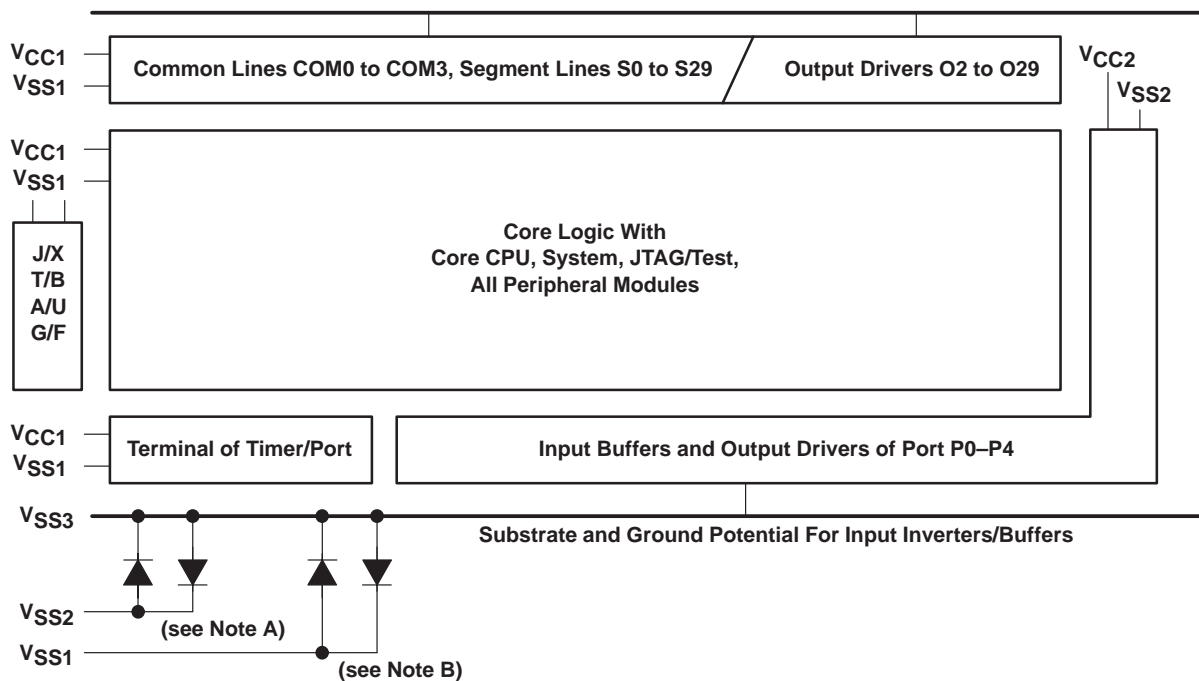 VCC1
VSS1
Common Lines COM0 to COM3, Segment Lines S0 to S29
Output Drivers O2 to O29
VCC2
VSS2
VCC1
VSS1
J/X
T/B
A/U
G/F
Core Logic With
Core CPU, System, JTAG/Test,
All Peripheral Modules
VCC1
VSS1
Terminal of Timer/Port
Input Buffers and Output Drivers of Port P0–P4
VSS3
Substrate and Ground Potential For Input Inverters/Buffers
VSS2
(see Note A)
VSS1
(see Note B)